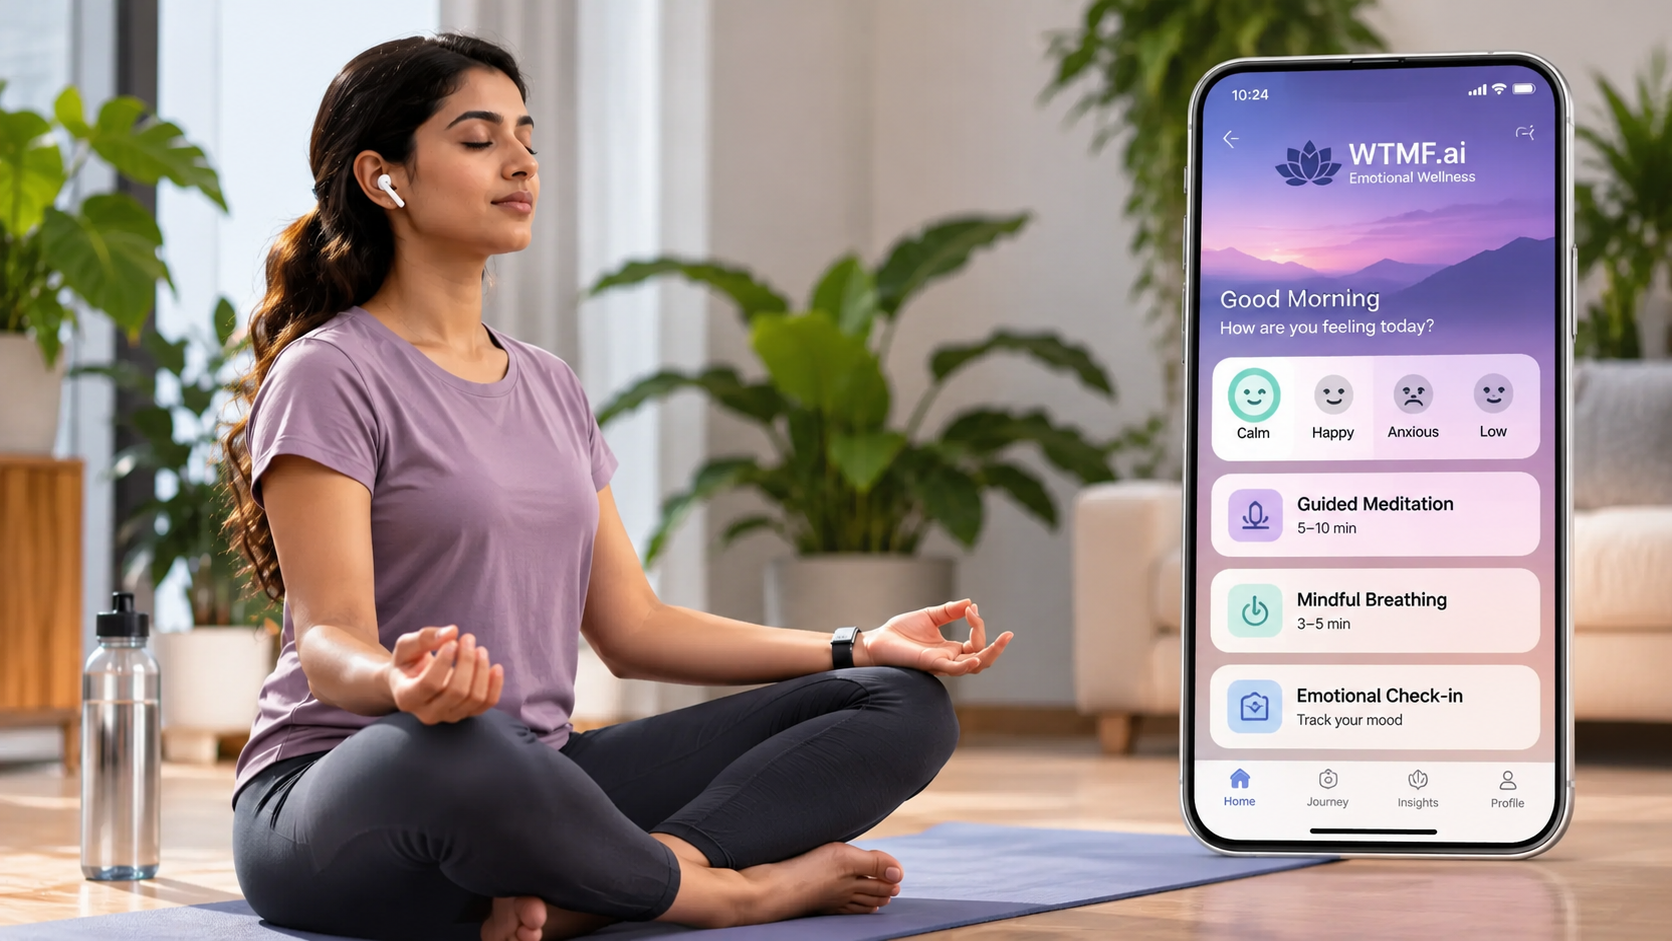 10:24
WTMF.ai
Emotional Wellness
Good Morning
How are you feeling today?
Calm
Happy
Anxious
Low
Guided Meditation
5–10 min
Mindful Breathing
3–5 min
Emotional Check-in
Track your mood
Home
Journey
Insights
Profile